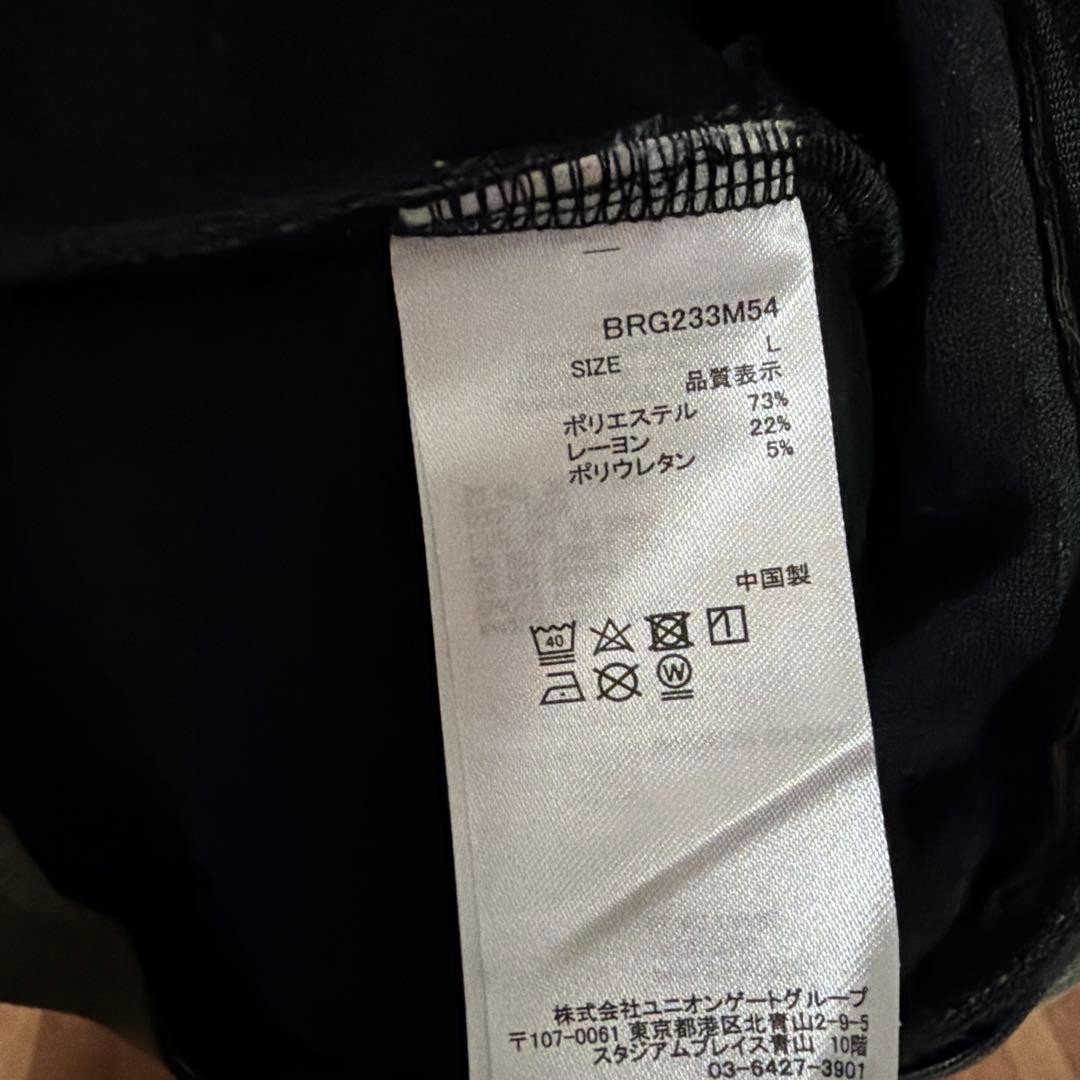 BRG233M54
SIZE L
品質表示
ポリエステル 73%
レーヨン 22%
ポリウレタン 5%
中国製
40
W
株式会社ユニオンゲートグループ
〒107-0061 東京都港区北青山2-9-5
スタジアムプレイス青山 10階
03-6427-3901